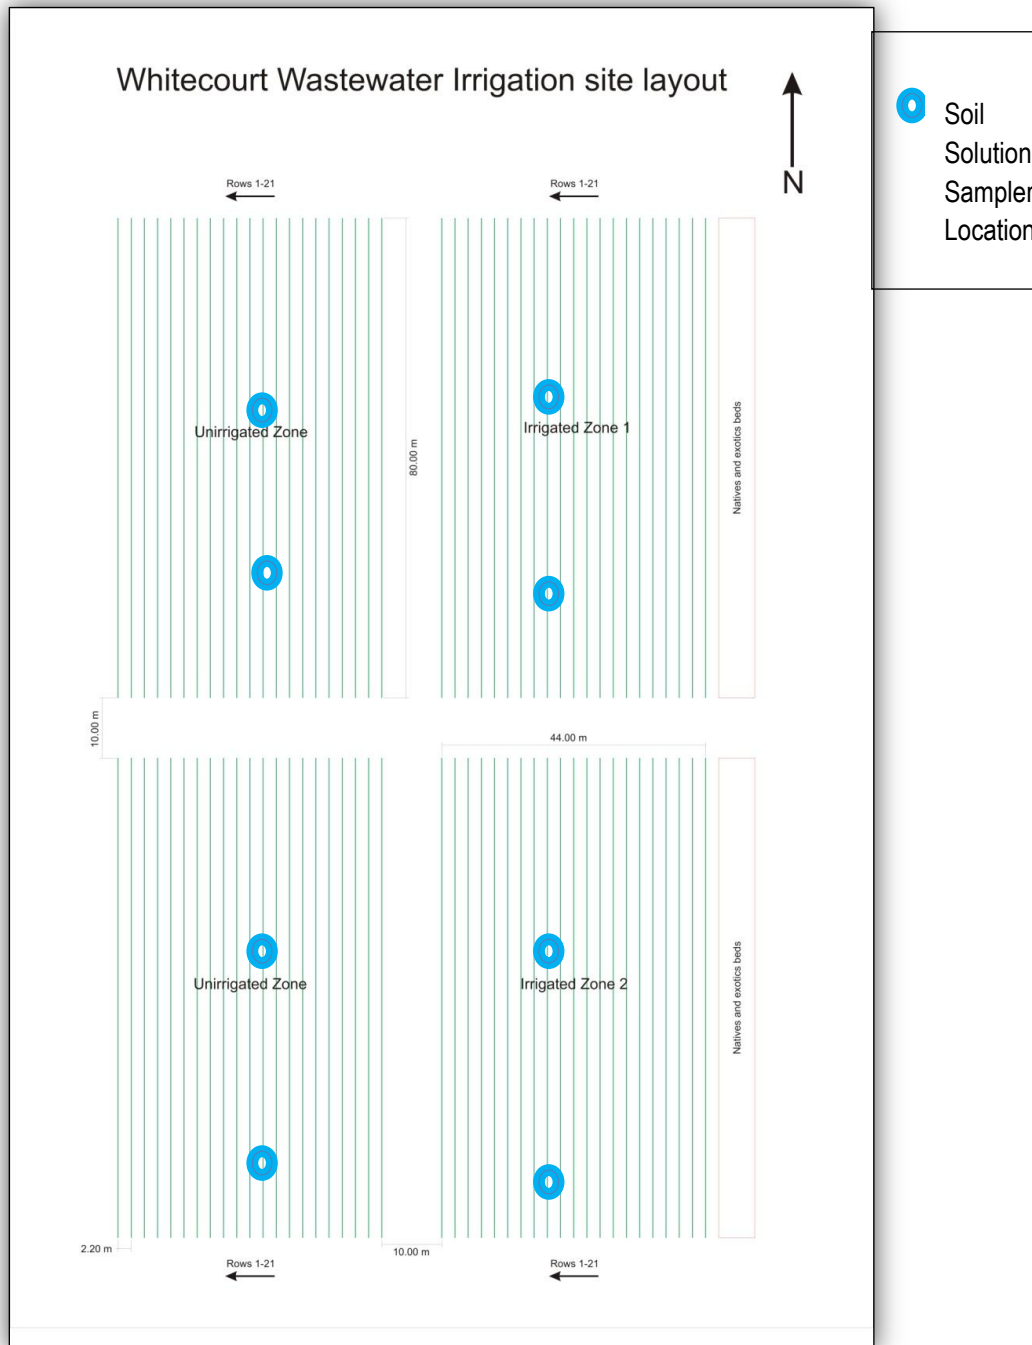 Whitecourt Wastewater Irrigation site layout
N
Soil
Solution
Sampler
Location
Rows 1-21
Rows 1-21
Unirrigated Zone
Irrigated Zone 1
80.00 m
Natives and exotics beds
10.00 m
44.00 m
Unirrigated Zone
Irrigated Zone 2
Natives and exotics beds
2.20 m
10.00 m
Rows 1-21
Rows 1-21